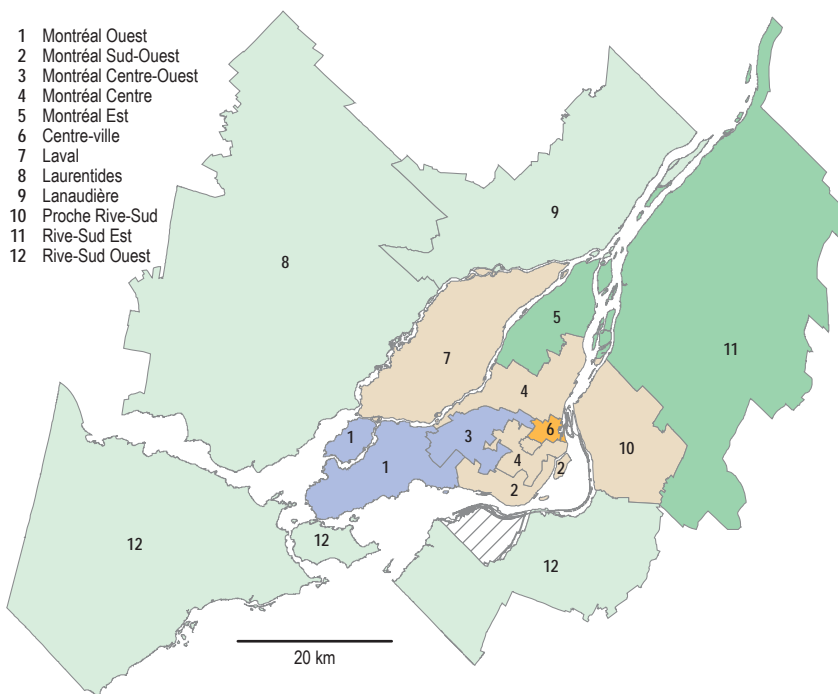 1 Montréal Ouest
2 Montréal Sud-Ouest
3 Montréal Centre-Ouest
4 Montréal Centre
5 Montréal Est
6 Centre-ville
7 Laval
8 Laurentides
9 Lanaudière
10 Proche Rive-Sud
11 Rive-Sud Est
12 Rive-Sud Ouest
9
8
5
11
7
4
6
1
3
10
4
2
1
2
12
12
12
20 km